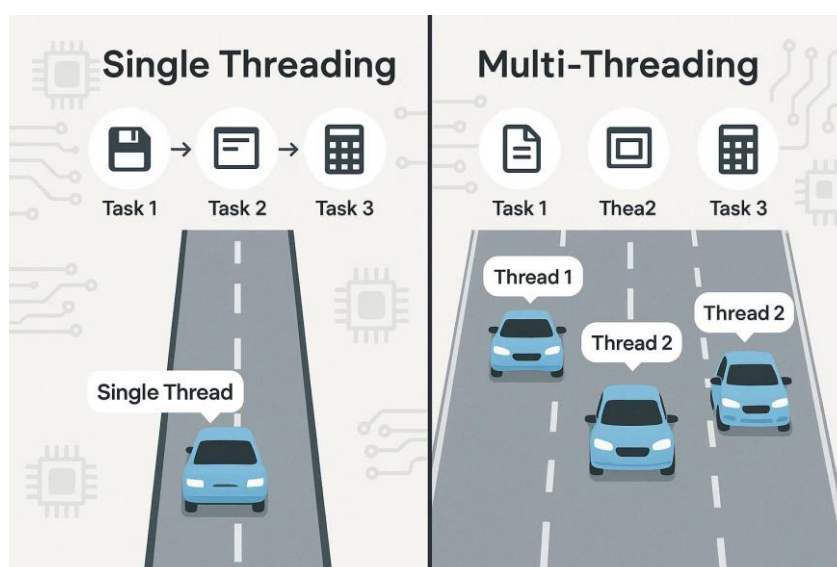 Single Threading
Task 1
Task 2
Task 3
Single Thread
Multi-Threading
Task 1
Thea2
Task 3
Thread 1
Thread 2
Thread 2